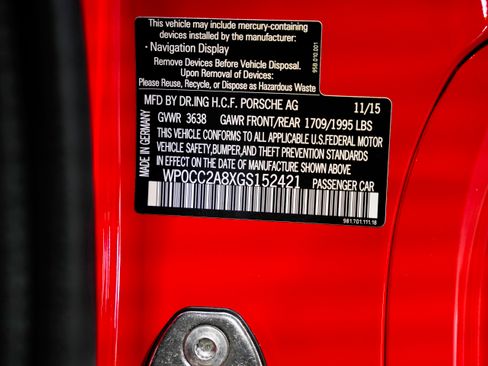 This vehicle may include mercury-containing
devices installed by the manufacturer:
· Navigation Display
Remove Devices Before Vehicle Disposal.
Upon Removal of Devices:
Please Reuse, Recycle, or Dispose as Hazardous Waste
95B.010.001
MFD BY DR.ING H.C.F. PORSCHE AG 11/15
GVWR 3638 GAWR FRONT/REAR 1709/1995 LBS
THIS VEHICLE CONFORMS TO ALL APPLICABLE U.S.FEDERAL MOTOR
VEHICLE SAFETY,BUMPER,AND THEFT PREVENTION STANDARDS
IN EFFECT ON THE DATE OF MANUFACTURE SHOWN ABOVE
WP0CC2A8XGS152421 PASSENGER CAR
MADE IN GERMANY
981.701.111.18